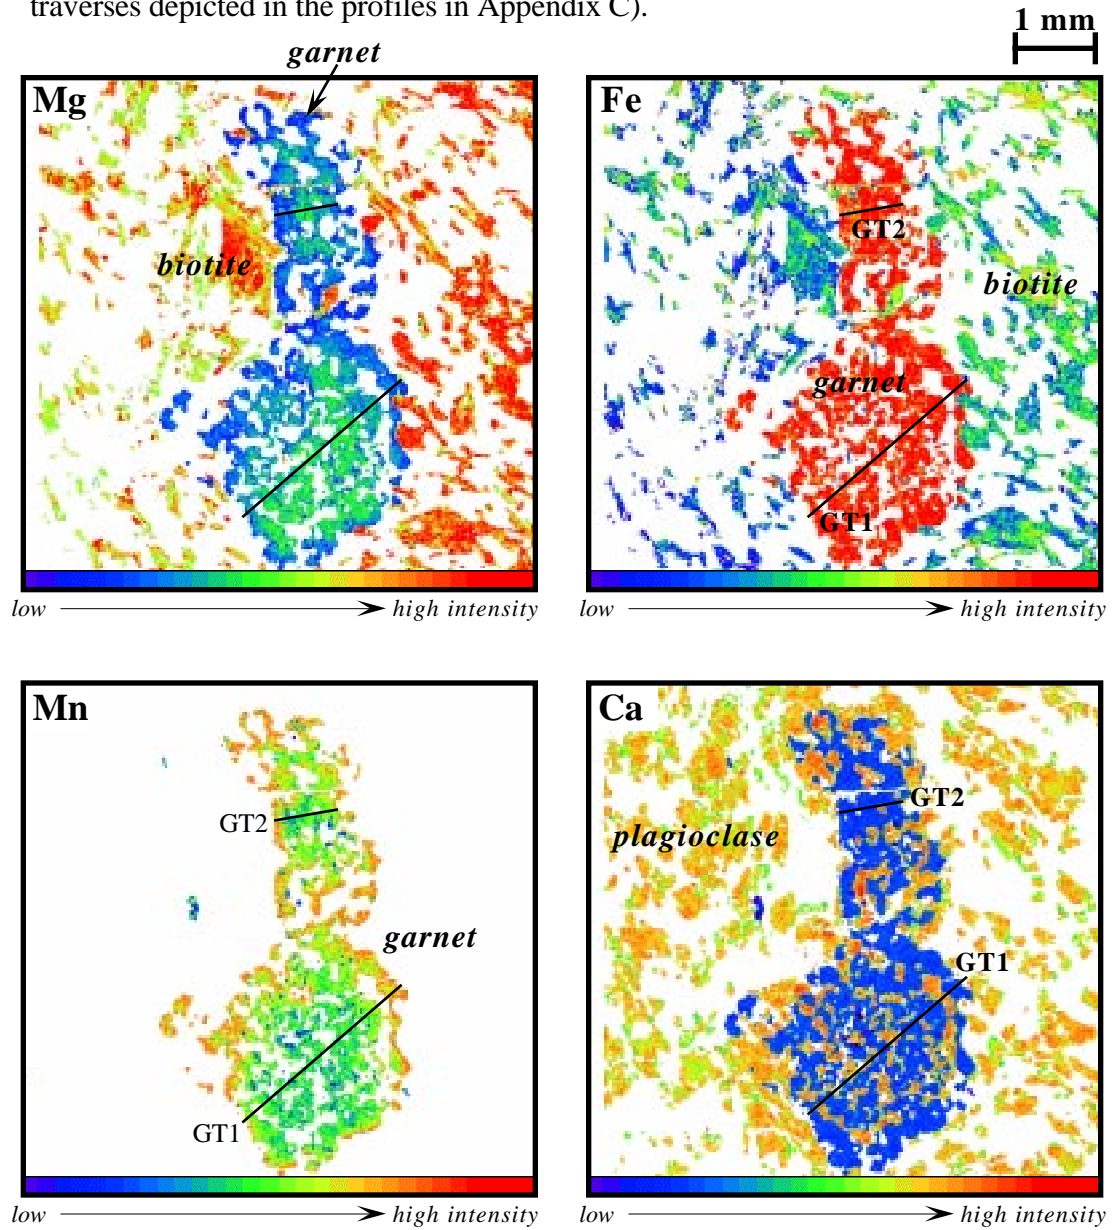 traverses depicted in the profiles in Appendix C).
1 mm
garnet
Mg
biotite
low high intensity
Fe
GT2
biotite
garnet
GT1
low high intensity
Mn
GT2
garnet
GT1
low high intensity
Ca
GT2
plagioclase
GT1
low high intensity